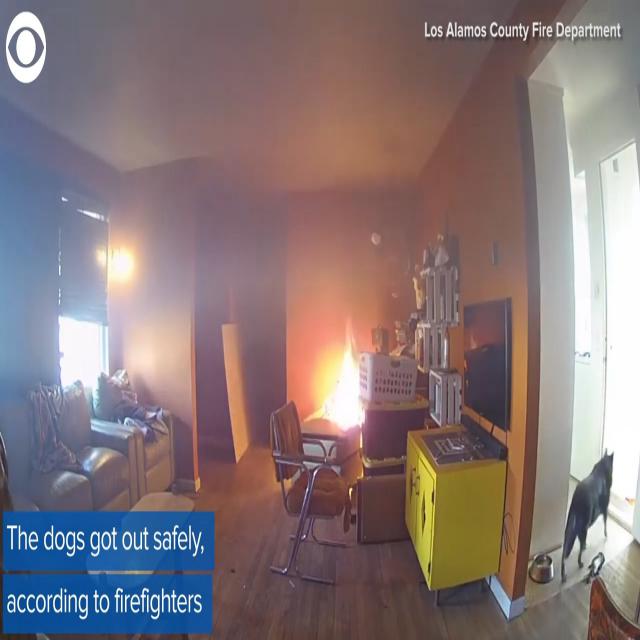 Los Alamos County Fire Department
The dogs got out safely,
according to firefighters